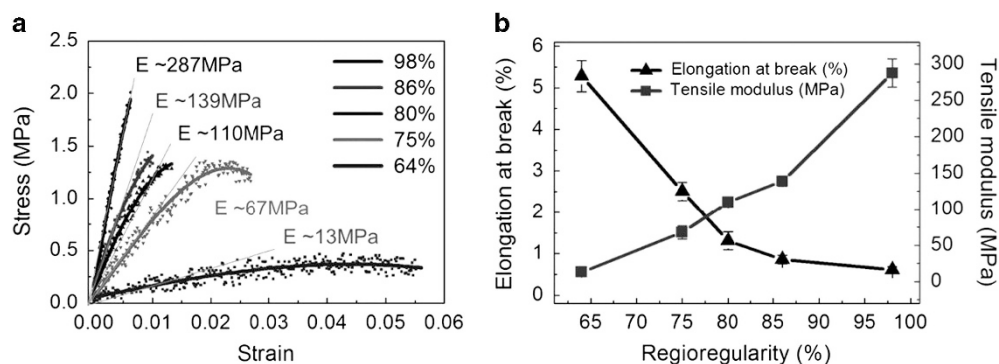 a
2.5
2.0
1.5
1.0
0.5
0.0
Stress (MPa)
E ~287MPa
E ~139MPa
E ~110MPa
E ~67MPa
E ~13MPa
98%
86%
80%
75%
64%
0.00 0.01 0.02 0.03 0.04 0.05 0.06
Strain
b
6
5
4
3
2
1
0
Elongation at break (%)
Elongation at break (%)
Tensile modulus (MPa)
300
250
200
150
100
50
0
Tensile modulus (MPa)
65 70 75 80 85 90 95 100
Regioregularity (%)